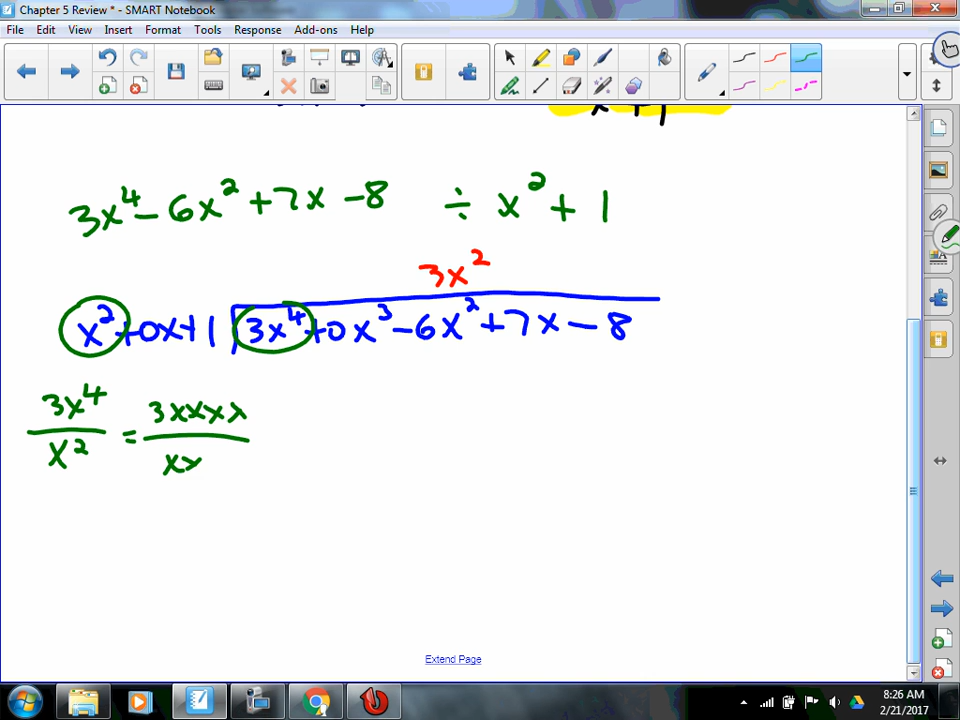 Chapter 5 Review * - SMART Notebook
File Edit View Insert Format Tools Response Add-ons Help
x + 1
3x⁴ - 6x² + 7x - 8 ÷ x² + 1
3x²
x² + 0x + 1 3x⁴ + 0x³ - 6x² + 7x - 8
3x⁴ = 3xxxx
x² xx
Extend Page
8:26 AM
2/21/2017